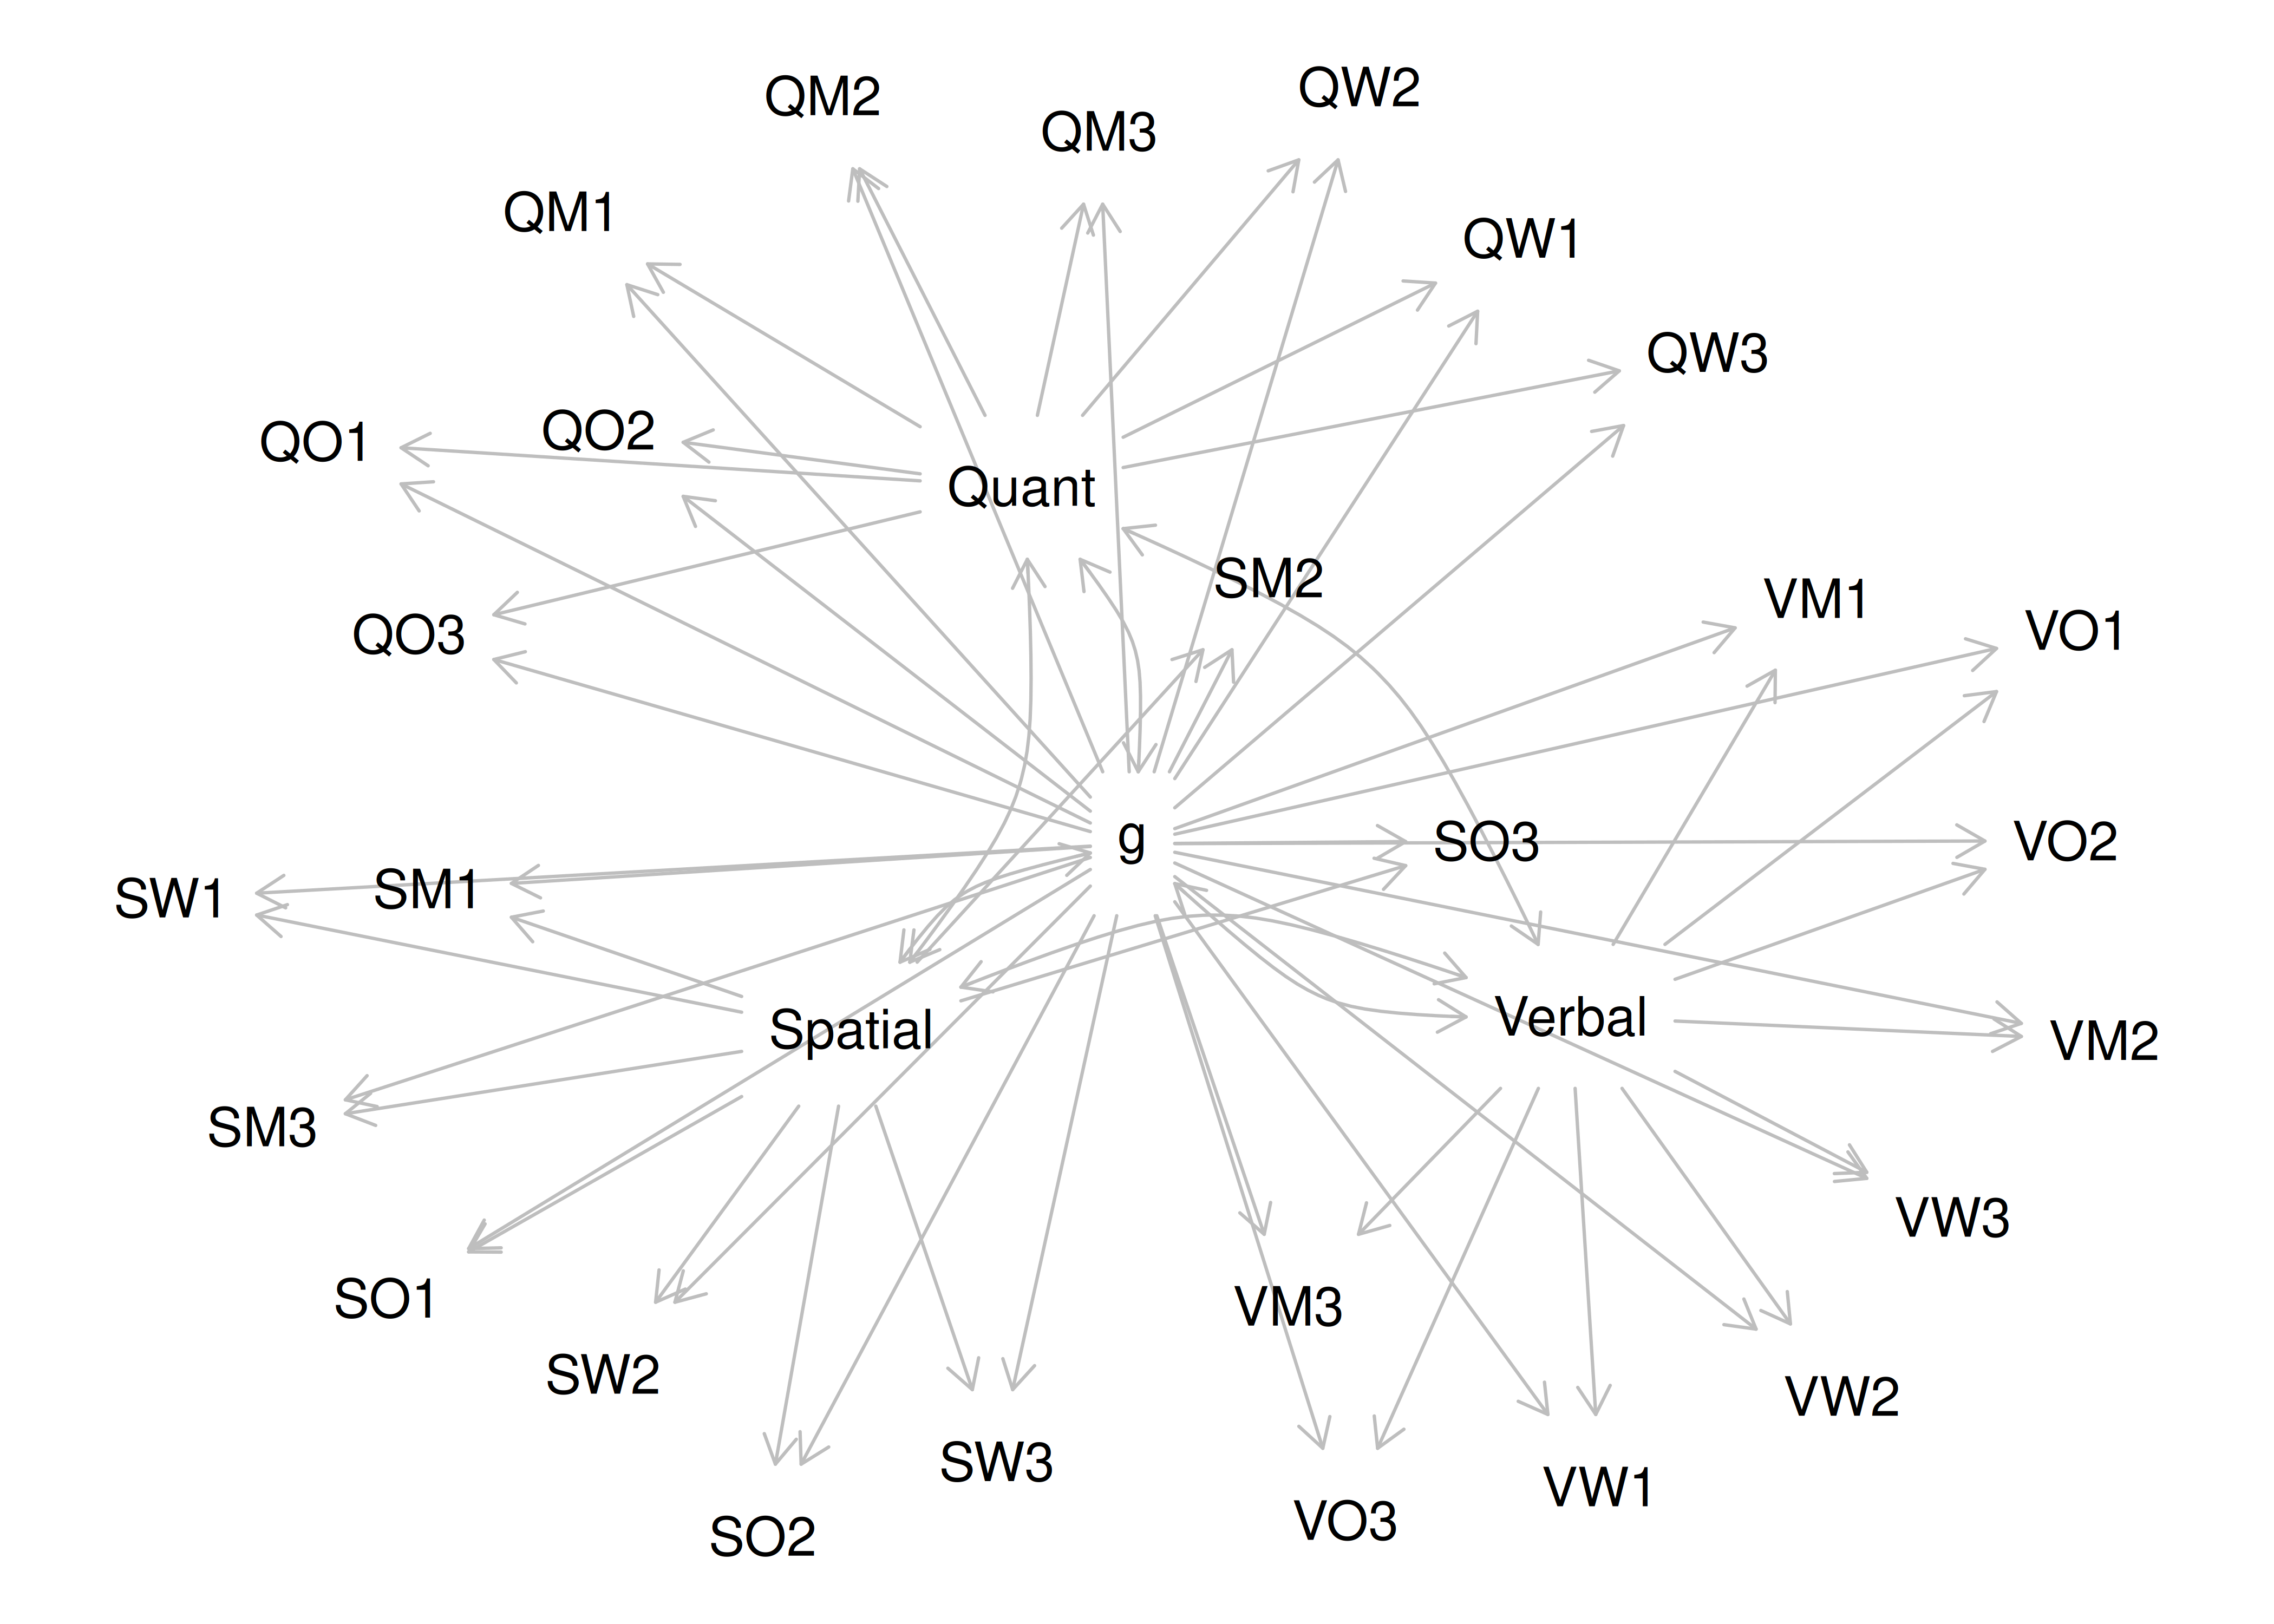 QM2
QW2
QM3
QM1
QW1
QW3
QO1
QO2
Quant
SM2
VM1
VO1
QO3
g
SO3
VO2
SW1
SM1
Spatial
Verbal
VM2
SM3
VW3
SO1
VM3
SW2
VW2
SW3
VW1
VO3
SO2